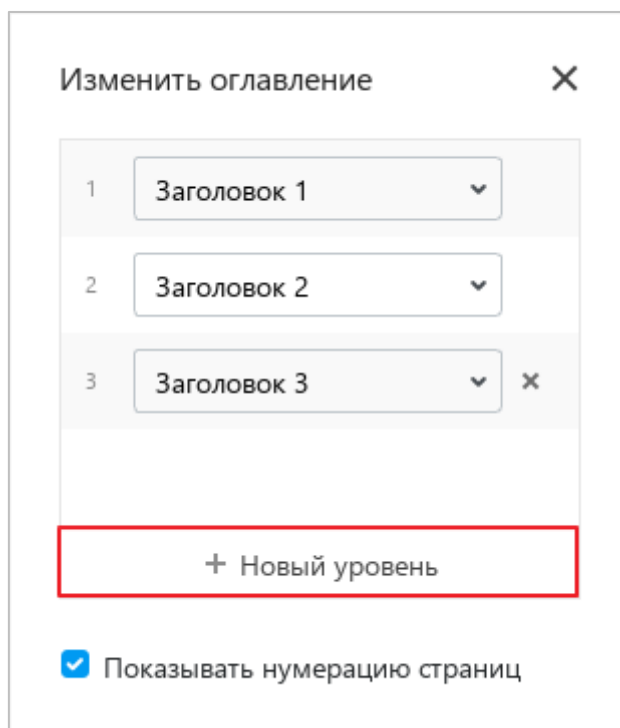 Изменить оглавление
1 Заголовок 1
2 Заголовок 2
3 Заголовок 3
+ Новый уровень
Показывать нумерацию страниц